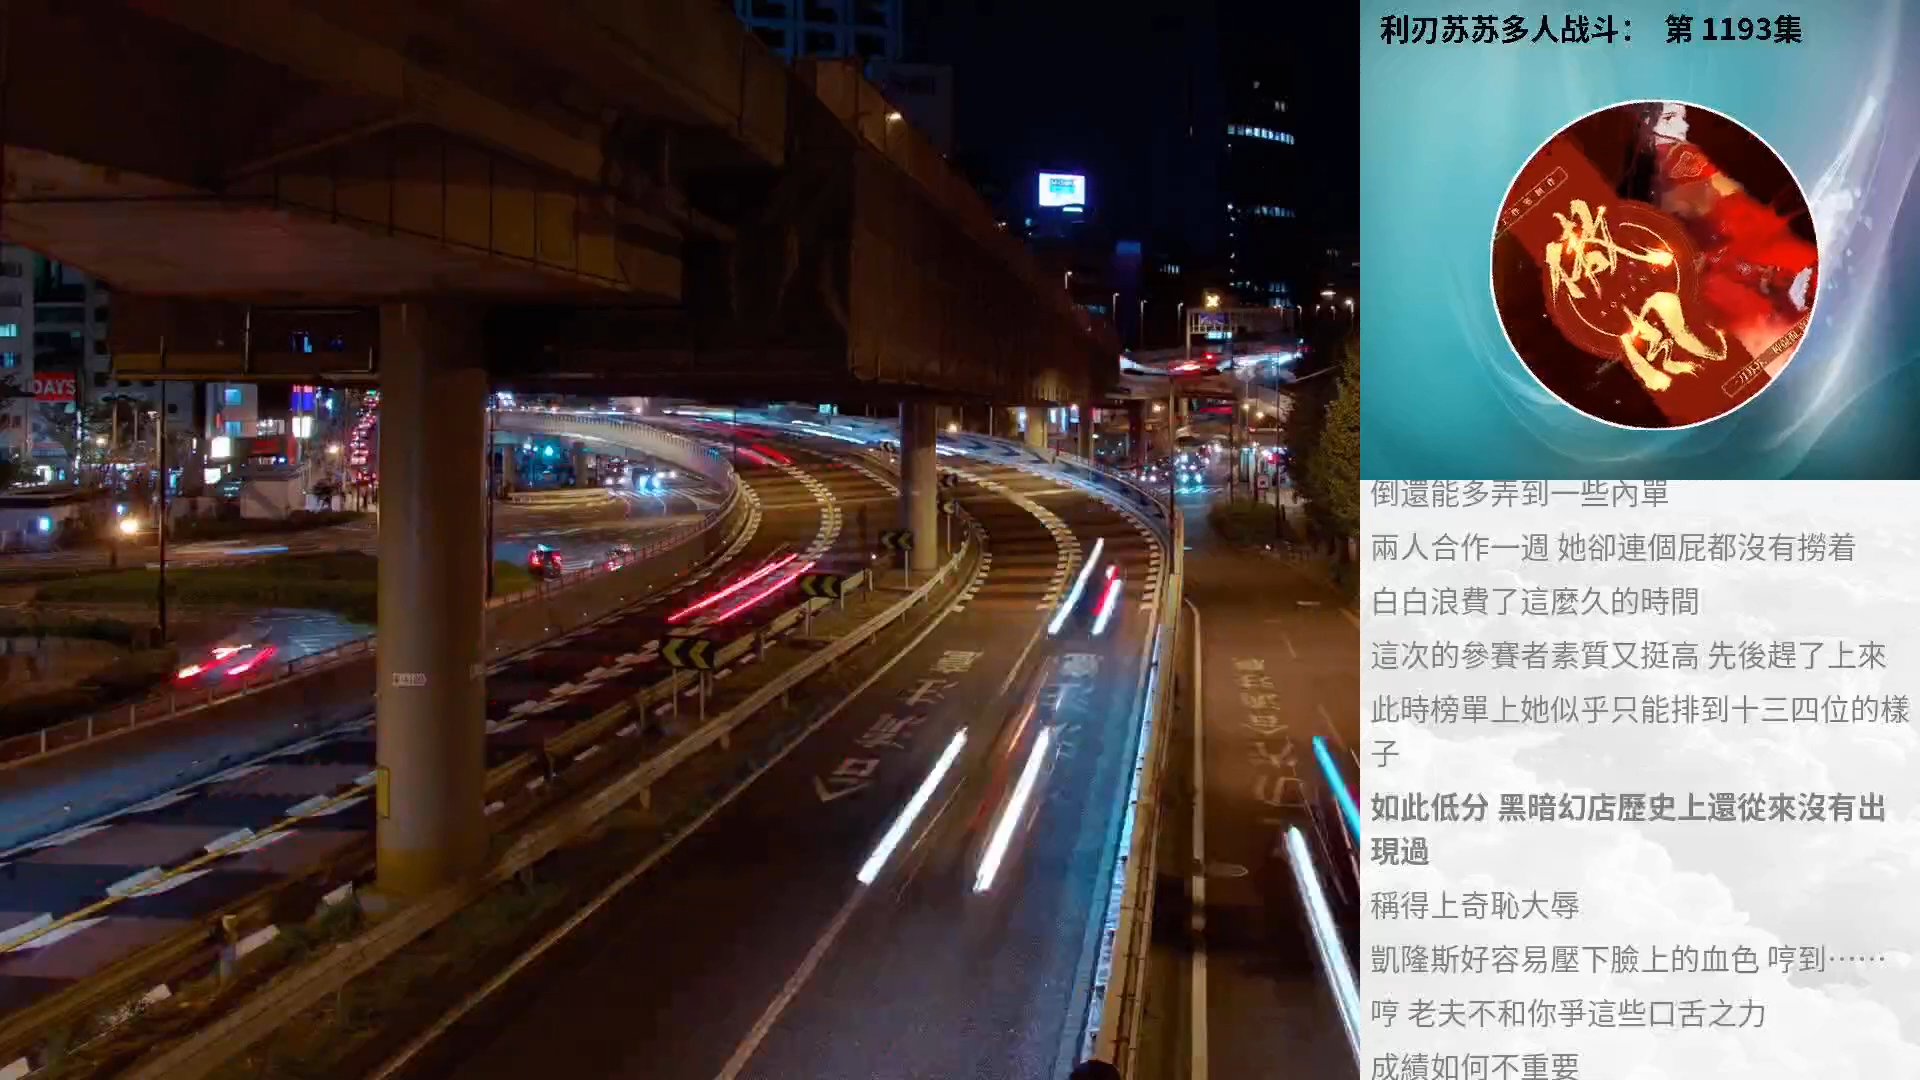 利刃苏苏多人战斗： 第 1193集
傲
凤
DAYS
倒還能多弄到一些內單
兩人合作一週 她卻連個屁都沒有撈着
白白浪費了這麼久的時間
這次的參賽者素質又挺高 先後趕了上來
此時榜單上她似乎只能排到十三四位的樣
子
如此低分 黑暗幻店歷史上還從來沒有出
現過
稱得上奇恥大辱
凱隆斯好容易壓下臉上的血色 哼到……
哼 老夫不和你爭這些口舌之力
成績如何不重要